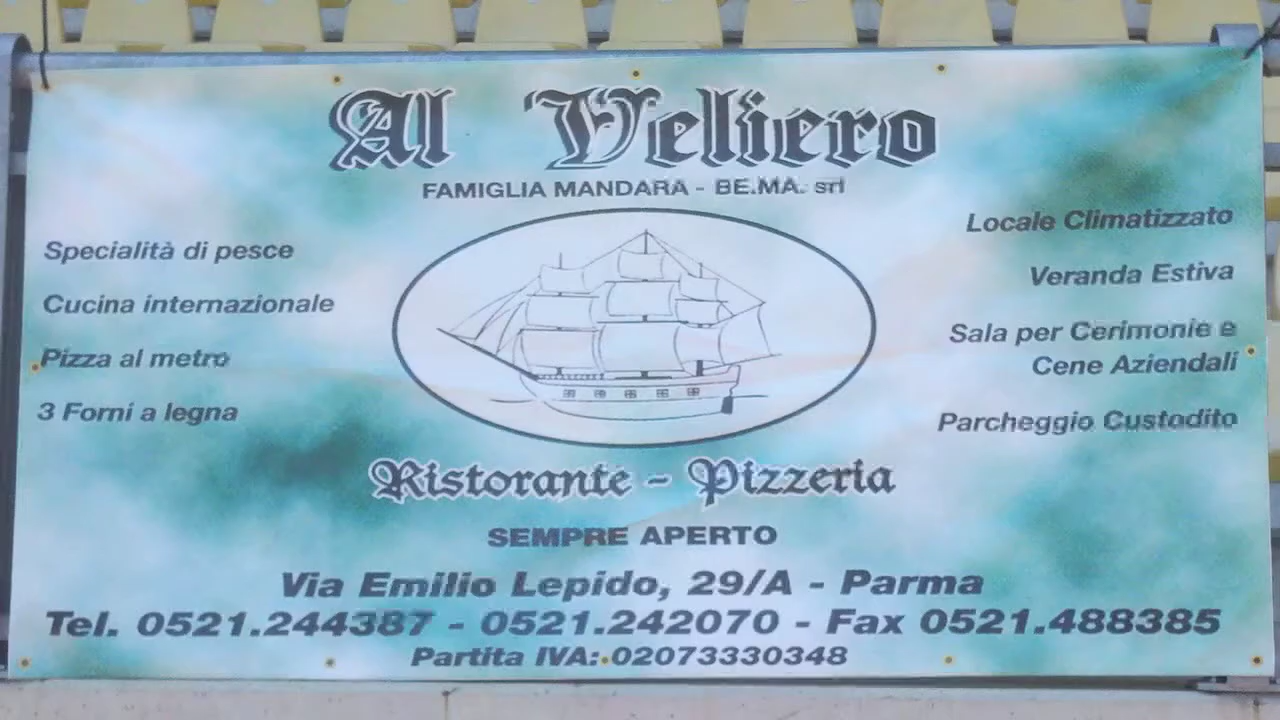 Al Veliero
FAMIGLIA MANDARA - BE.MA. srl
Specialità di pesce
Cucina internazionale
Pizza al metro
3 Forni a legna
Locale Climatizzato
Veranda Estiva
Sala per Cerimonie e
Cene Aziendali
Parcheggio Custodito
Ristorante - Pizzeria
SEMPRE APERTO
Via Emilio Lepido, 29/A - Parma
Tel. 0521.244387 - 0521.242070 - Fax 0521.488385
Partita IVA: 02073330348